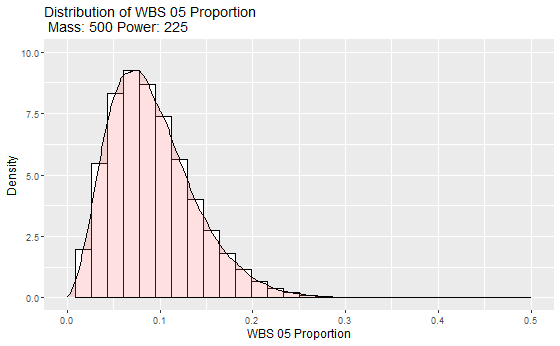 Distribution of WBS 05 Proportion
Mass: 500 Power: 225
10.0
7.5
5.0
2.5
0.0
Density
0.0 0.1 0.2 0.3 0.4 0.5
WBS 05 Proportion